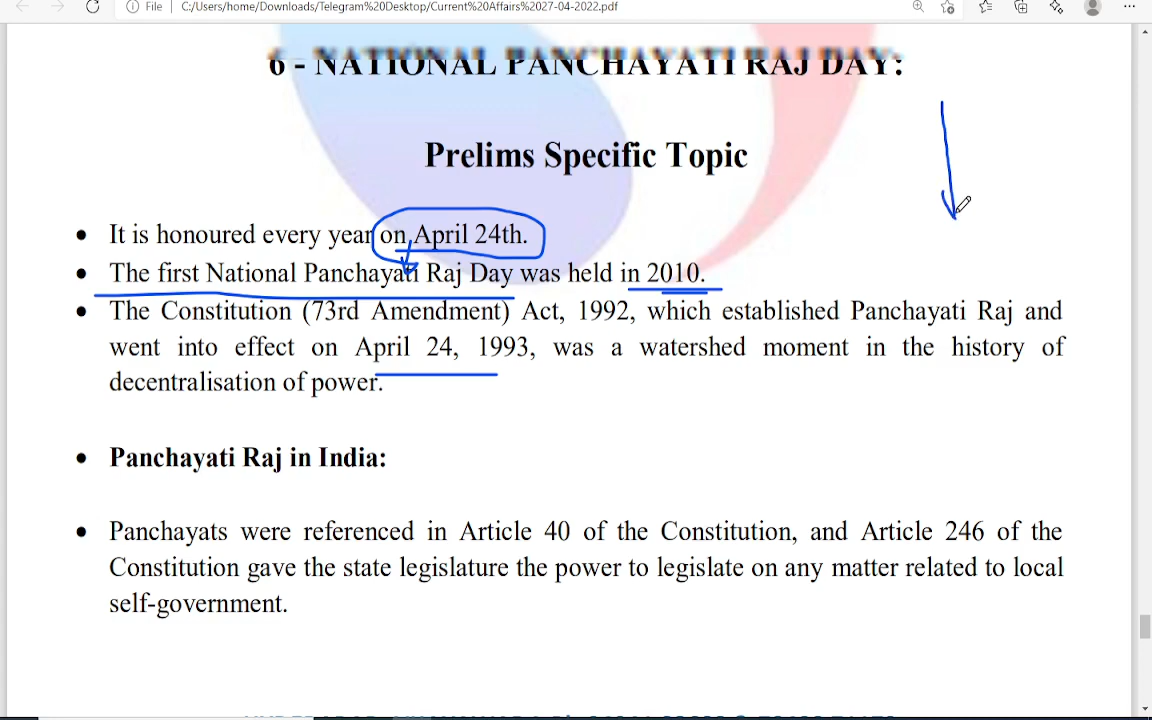 File | C:/Users/home/Downloads/Telegram%20Desktop/Current%20Affairs%2027-04-2022.pdf
6 - NATIONAL PANCHAYATI RAJ DAY:
Prelims Specific Topic
• It is honoured every year on April 24th.
• The first National Panchayati Raj Day was held in 2010.
• The Constitution (73rd Amendment) Act, 1992, which established Panchayati Raj and
went into effect on April 24, 1993, was a watershed moment in the history of
decentralisation of power.
• Panchayati Raj in India:
• Panchayats were referenced in Article 40 of the Constitution, and Article 246 of the
Constitution gave the state legislature the power to legislate on any matter related to local
self-government.